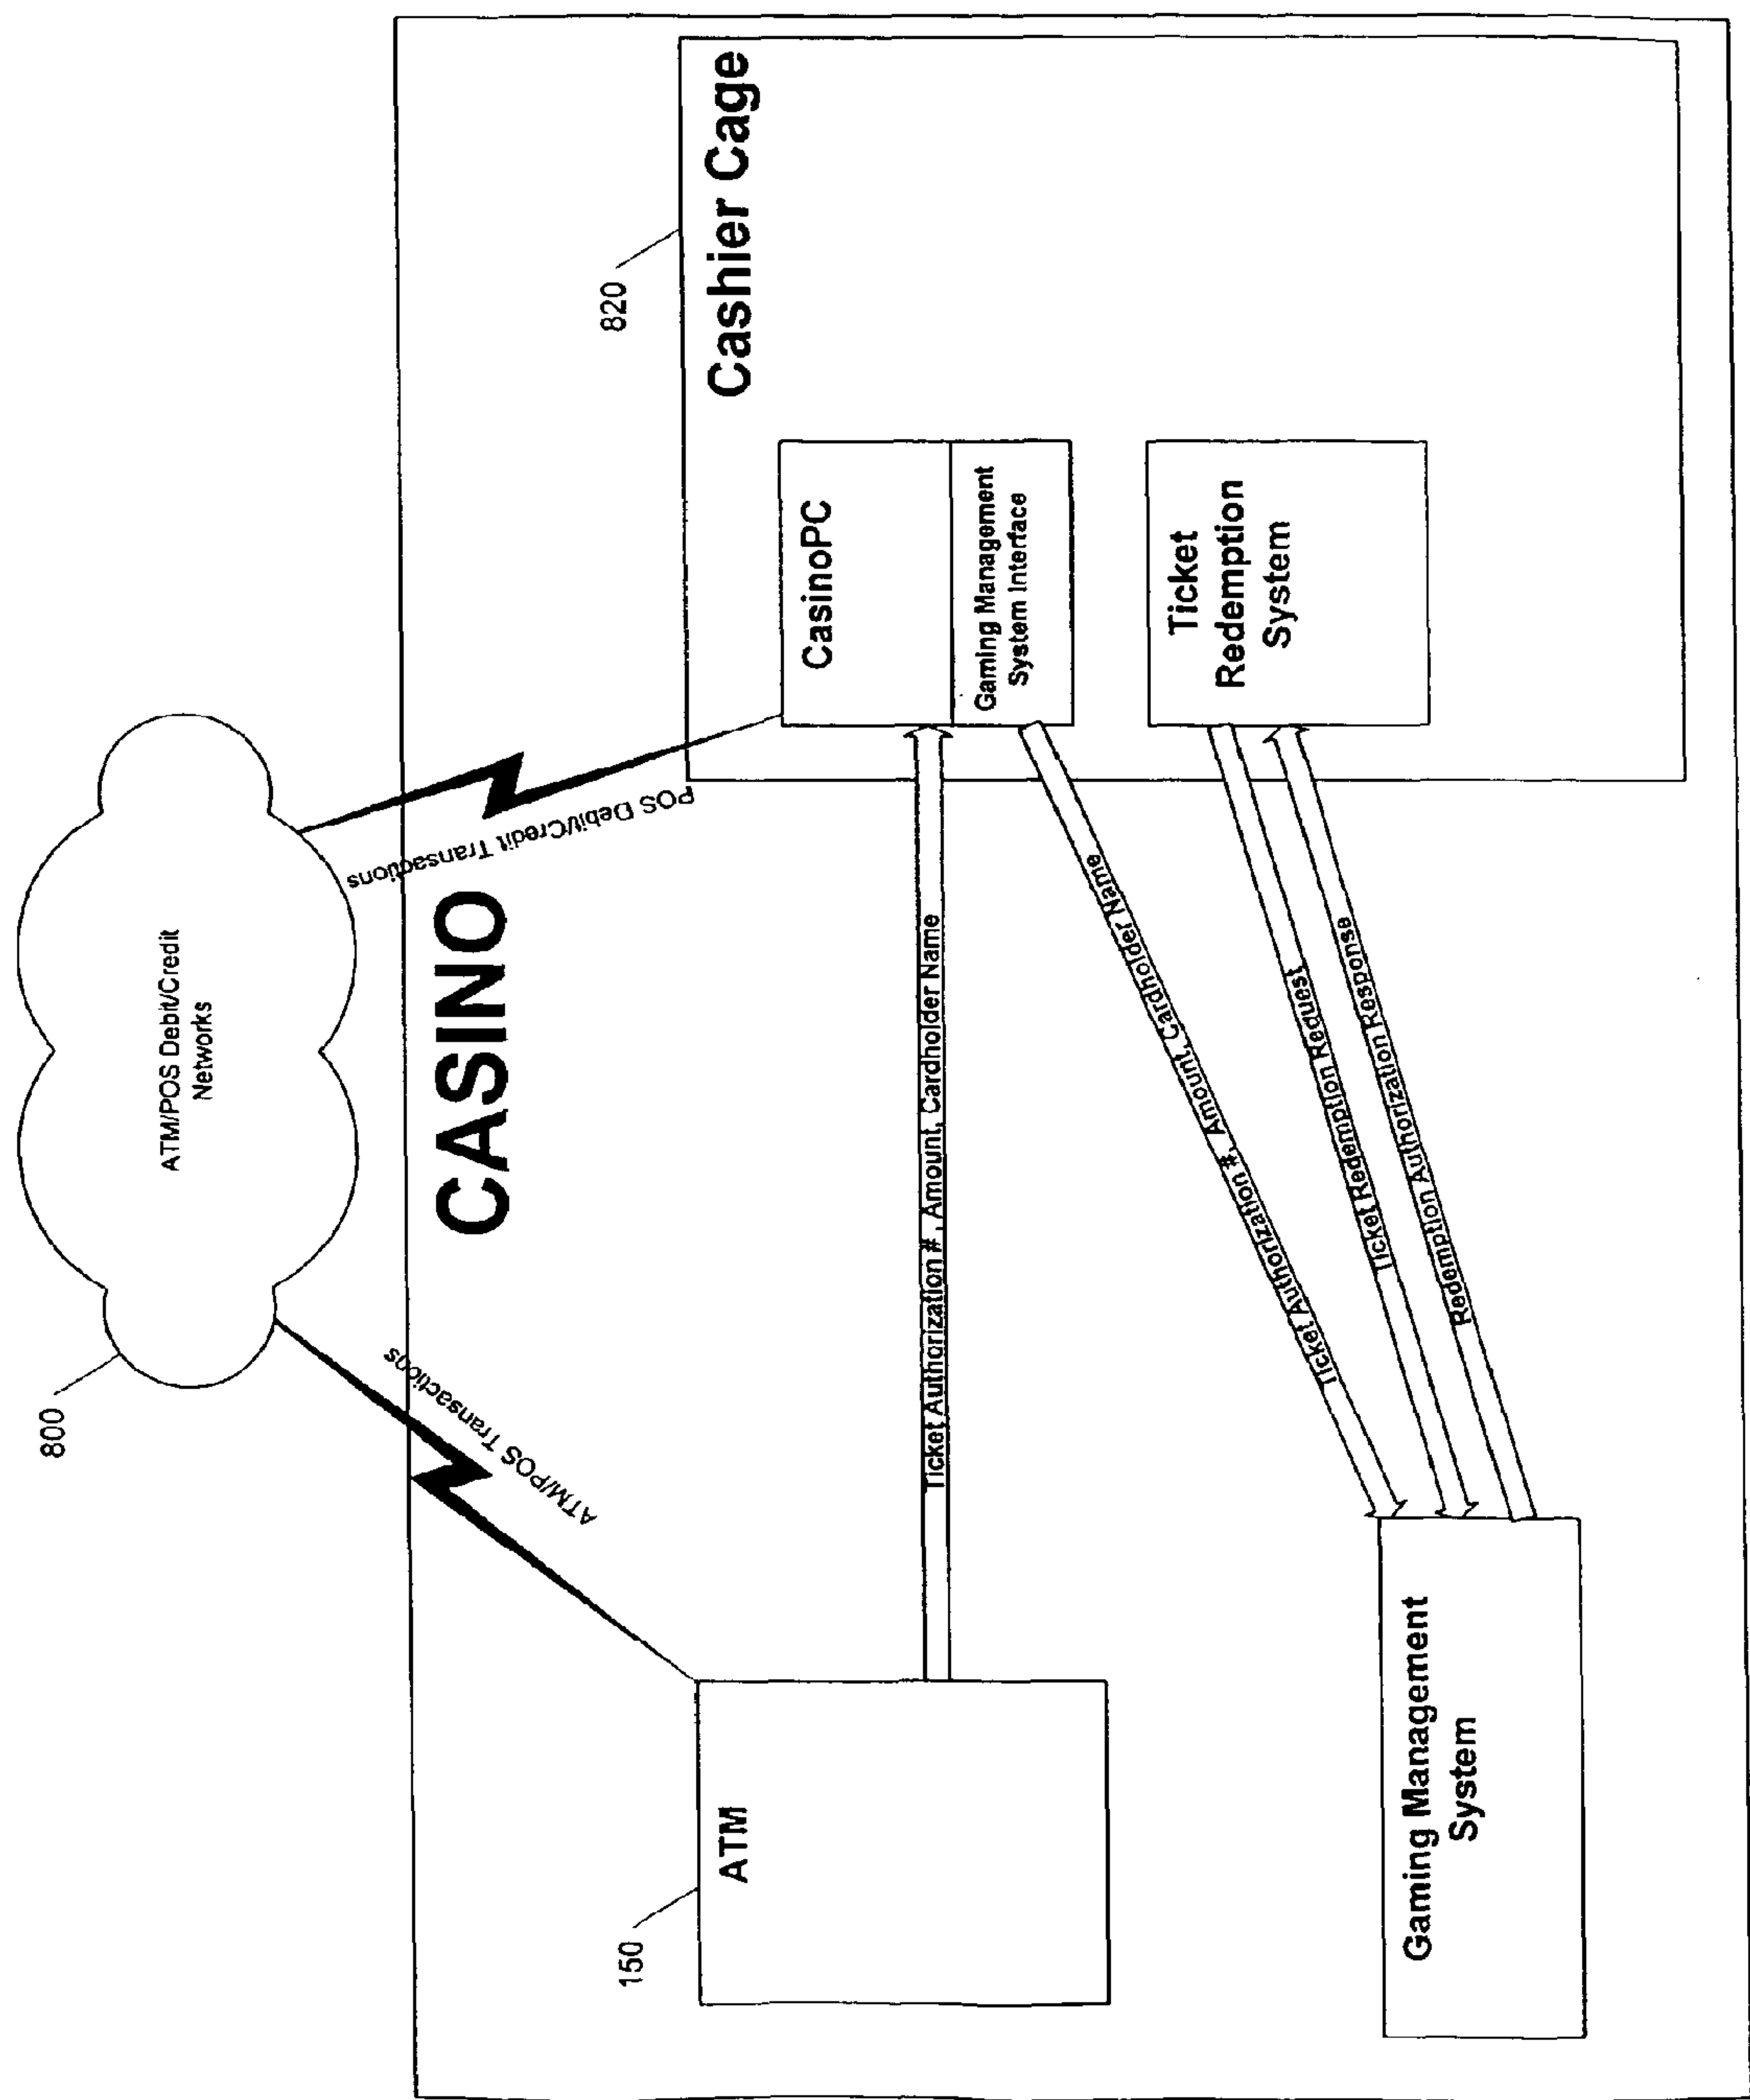 800
ATM/POS Debit/Credit
Networks
ATM/POS Transactions
POS Debit/Credit Transactions
CASINO
820
Cashier Cage
150
ATM
Ticket Authorization # , Amount, Cardholder Name
CasinoPC
Gaming Management
System Interface
Ticket Authorization #, Amount, Cardholder Name
Ticket
Redemption
System
Ticket Redemption Request
Redemption Authorization Response
Gaming Management
System